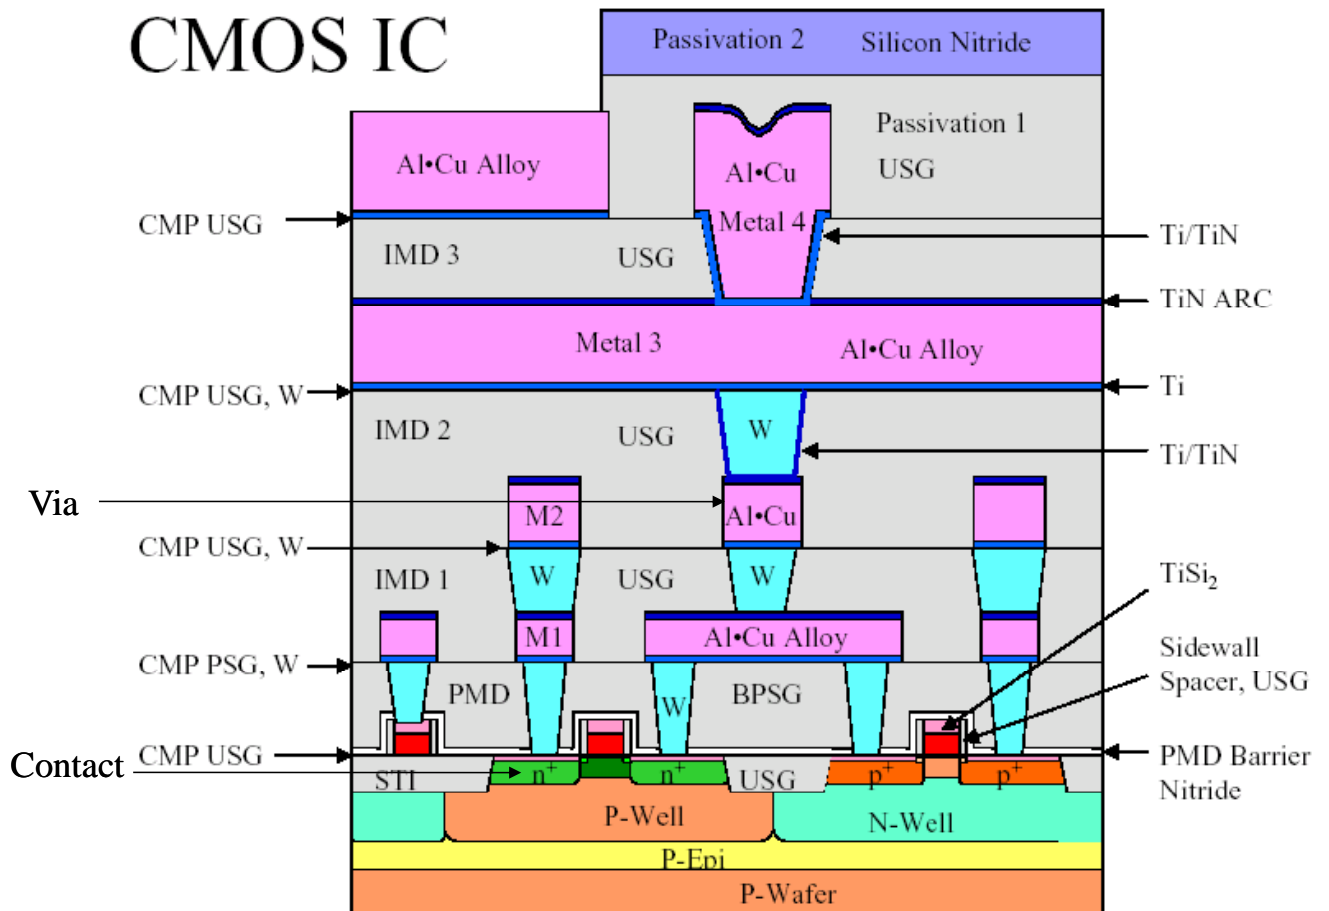 CMOS IC
Passivation 2 Silicon Nitride
Passivation 1
USG
Al•Cu Alloy
Al•Cu
Metal 4
CMP USG
IMD 3
USG
Ti/TiN
TiN ARC
Metal 3
Al•Cu Alloy
CMP USG, W
Ti
IMD 2
USG
W
Ti/TiN
Via
M2
Al•Cu
CMP USG, W
IMD 1
W
USG
W
TiSi2
M1
Al•Cu Alloy
CMP PSG, W
Sidewall
Spacer, USG
PMD
W
BPSG
CMP USG
PMD Barrier
Nitride
Contact
STI
n+
n+
USG
p+
p+
P-Well
N-Well
P-Epi
P-Wafer